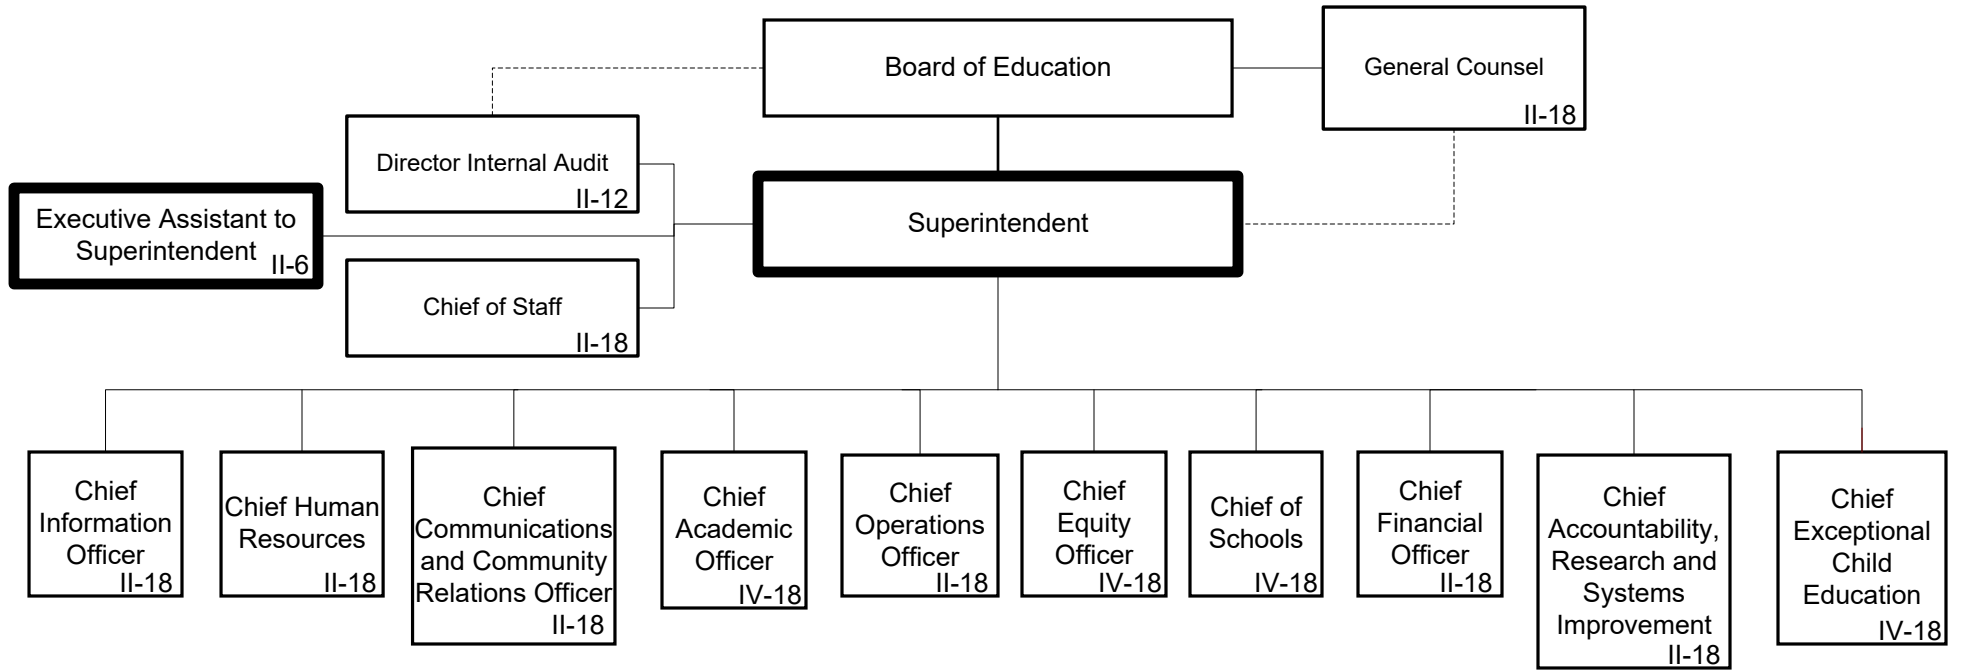 Board of Education
General Counsel
II-18
Director Internal Audit
II-12
Executive Assistant to
Superintendent
II-6
Superintendent
Chief of Staff
II-18
Chief
Information
Officer
II-18
Chief Human
Resources
II-18
Chief
Communications
and Community
Relations Officer
II-18
Chief
Academic
Officer
IV-18
Chief
Operations
Officer
II-18
Chief
Equity
Officer
IV-18
Chief of
Schools
IV-18
Chief
Financial
Officer
II-18
Chief
Accountability,
Research and
Systems
Improvement
II-18
Chief
Exceptional
Child
Education
IV-18